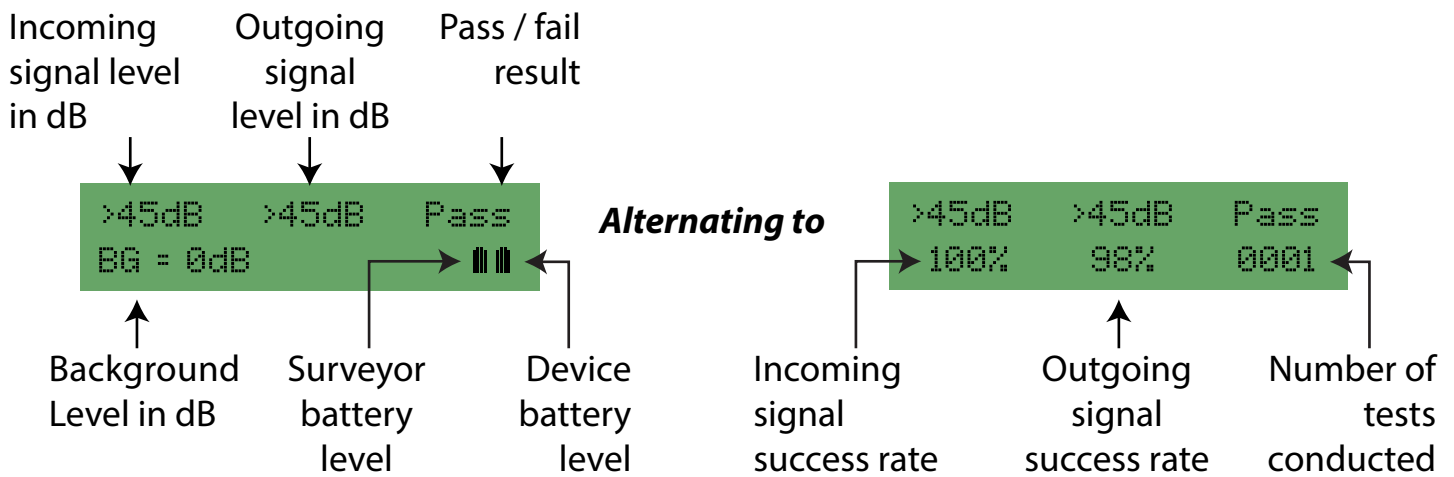 Incoming
signal level
in dB
Outgoing
signal
level in dB
Pass / fail
result
>45dB >45dB Pass
BG = 0dB
Background
Level in dB
Surveyor
battery
level
Device
battery
level
Alternating to
>45dB >45dB Pass
100% 98% 0001
Incoming
signal
success rate
Outgoing
signal
success rate
Number of
tests
conducted